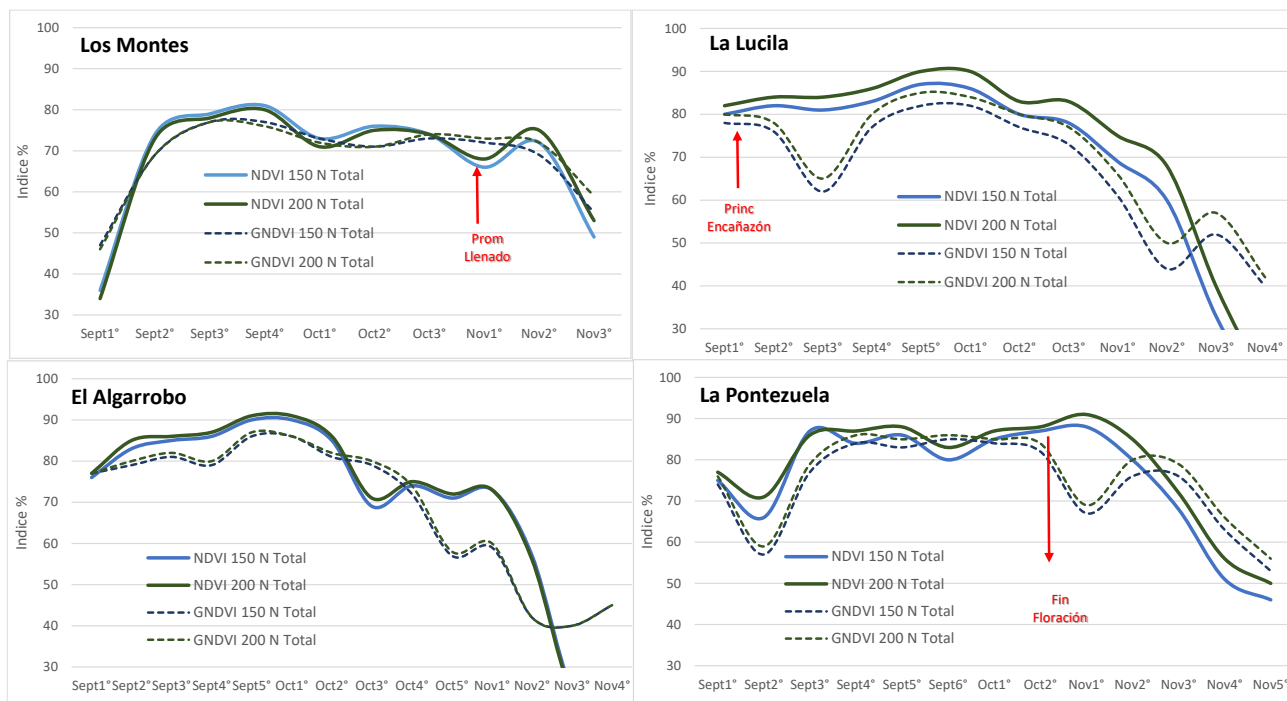 Los Montes
100
90
80
70
60
50
40
30
Indice %
NDVI 150 N Total
NDVI 200 N Total
GNDVI 150 N Total
GNDVI 200 N Total
Prom
Llenado
Sept1° Sept2° Sept3° Sept4° Oct1° Oct2° Oct3° Nov1° Nov2° Nov3°
La Lucila
100
90
80
70
60
50
40
30
Indice %
Princ
Encañazón
NDVI 150 N Total
NDVI 200 N Total
GNDVI 150 N Total
GNDVI 200 N Total
Sept1° Sept2° Sept3° Sept4° Sept5° Oct1° Oct2° Oct3° Nov1° Nov2° Nov3° Nov4°
El Algarrobo
100
90
80
70
60
50
40
30
Indice %
NDVI 150 N Total
NDVI 200 N Total
GNDVI 150 N Total
GNDVI 200 N Total
Sept1° Sept2° Sept3° Sept4° Sept5° Oct1° Oct2° Oct3° Oct4° Oct5° Nov1° Nov2° Nov3° Nov4°
La Pontezuela
100
90
80
70
60
50
40
30
Indice %
NDVI 150 N Total
NDVI 200 N Total
GNDVI 150 N Total
GNDVI 200 N Total
Fin
Floración
Sept1° Sept2° Sept3° Sept4° Sept5° Sept6° Oct1° Oct2° Nov1° Nov2° Nov3° Nov4° Nov5°